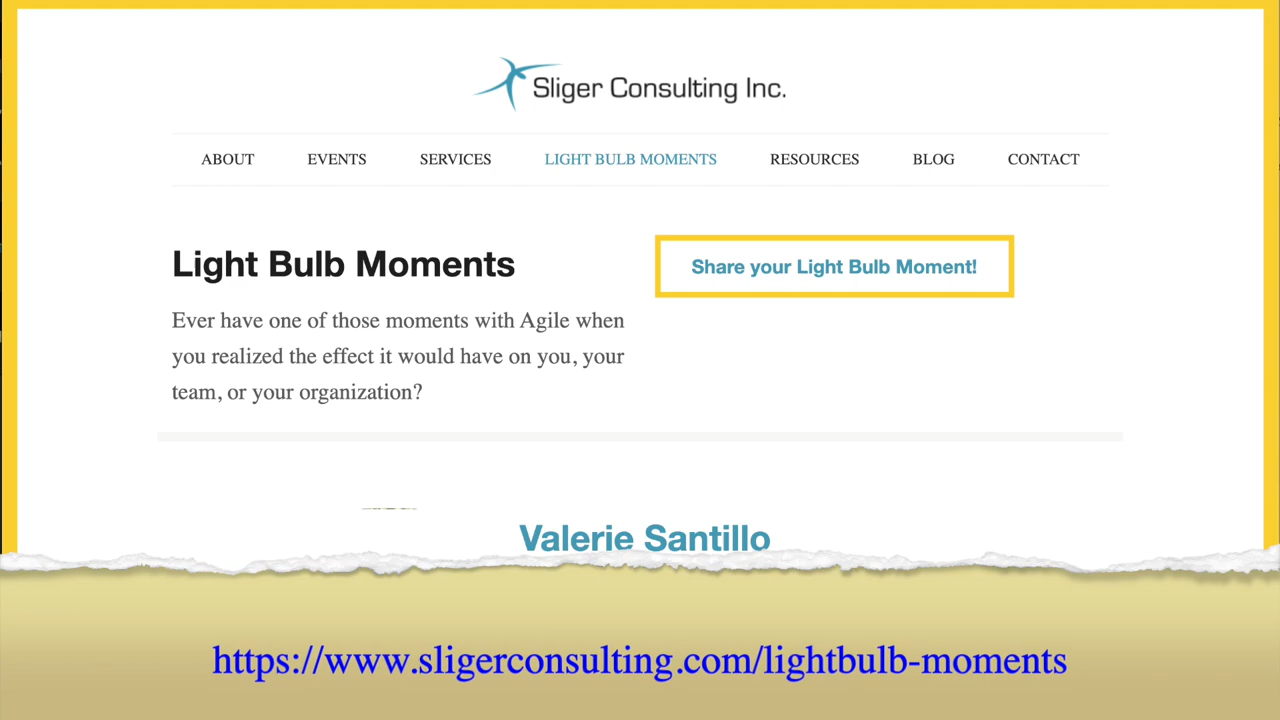 Sliger Consulting Inc.
ABOUT EVENTS SERVICES LIGHT BULB MOMENTS RESOURCES BLOG CONTACT
Light Bulb Moments
Share your Light Bulb Moment!
Ever have one of those moments with Agile when
you realized the effect it would have on you, your
team, or your organization?
Valerie Santillo
https://www.sligerconsulting.com/lightbulb-moments